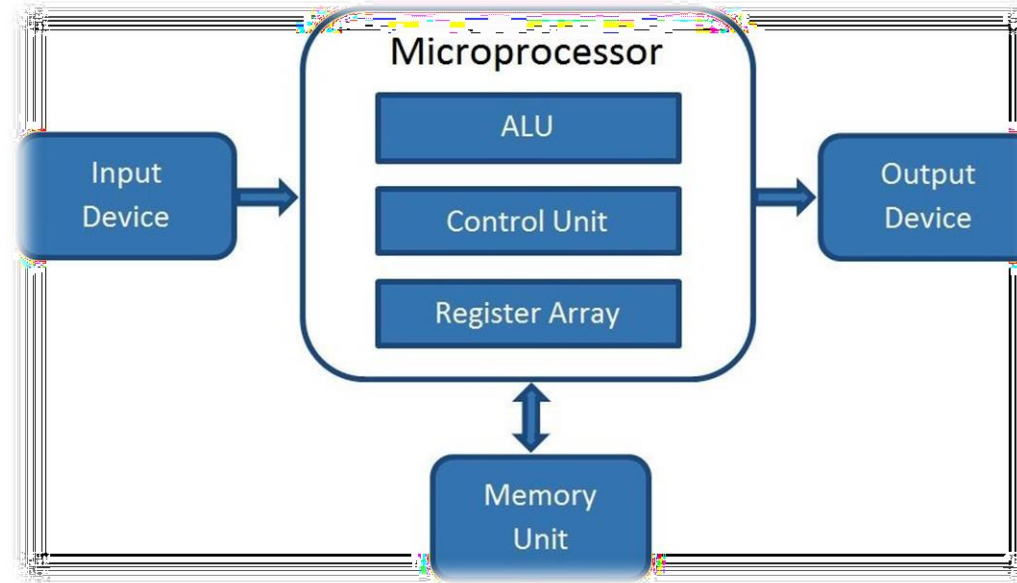 Microprocessor
ALU
Input
Device
Control Unit
Output
Device
Register Array
Memory
Unit